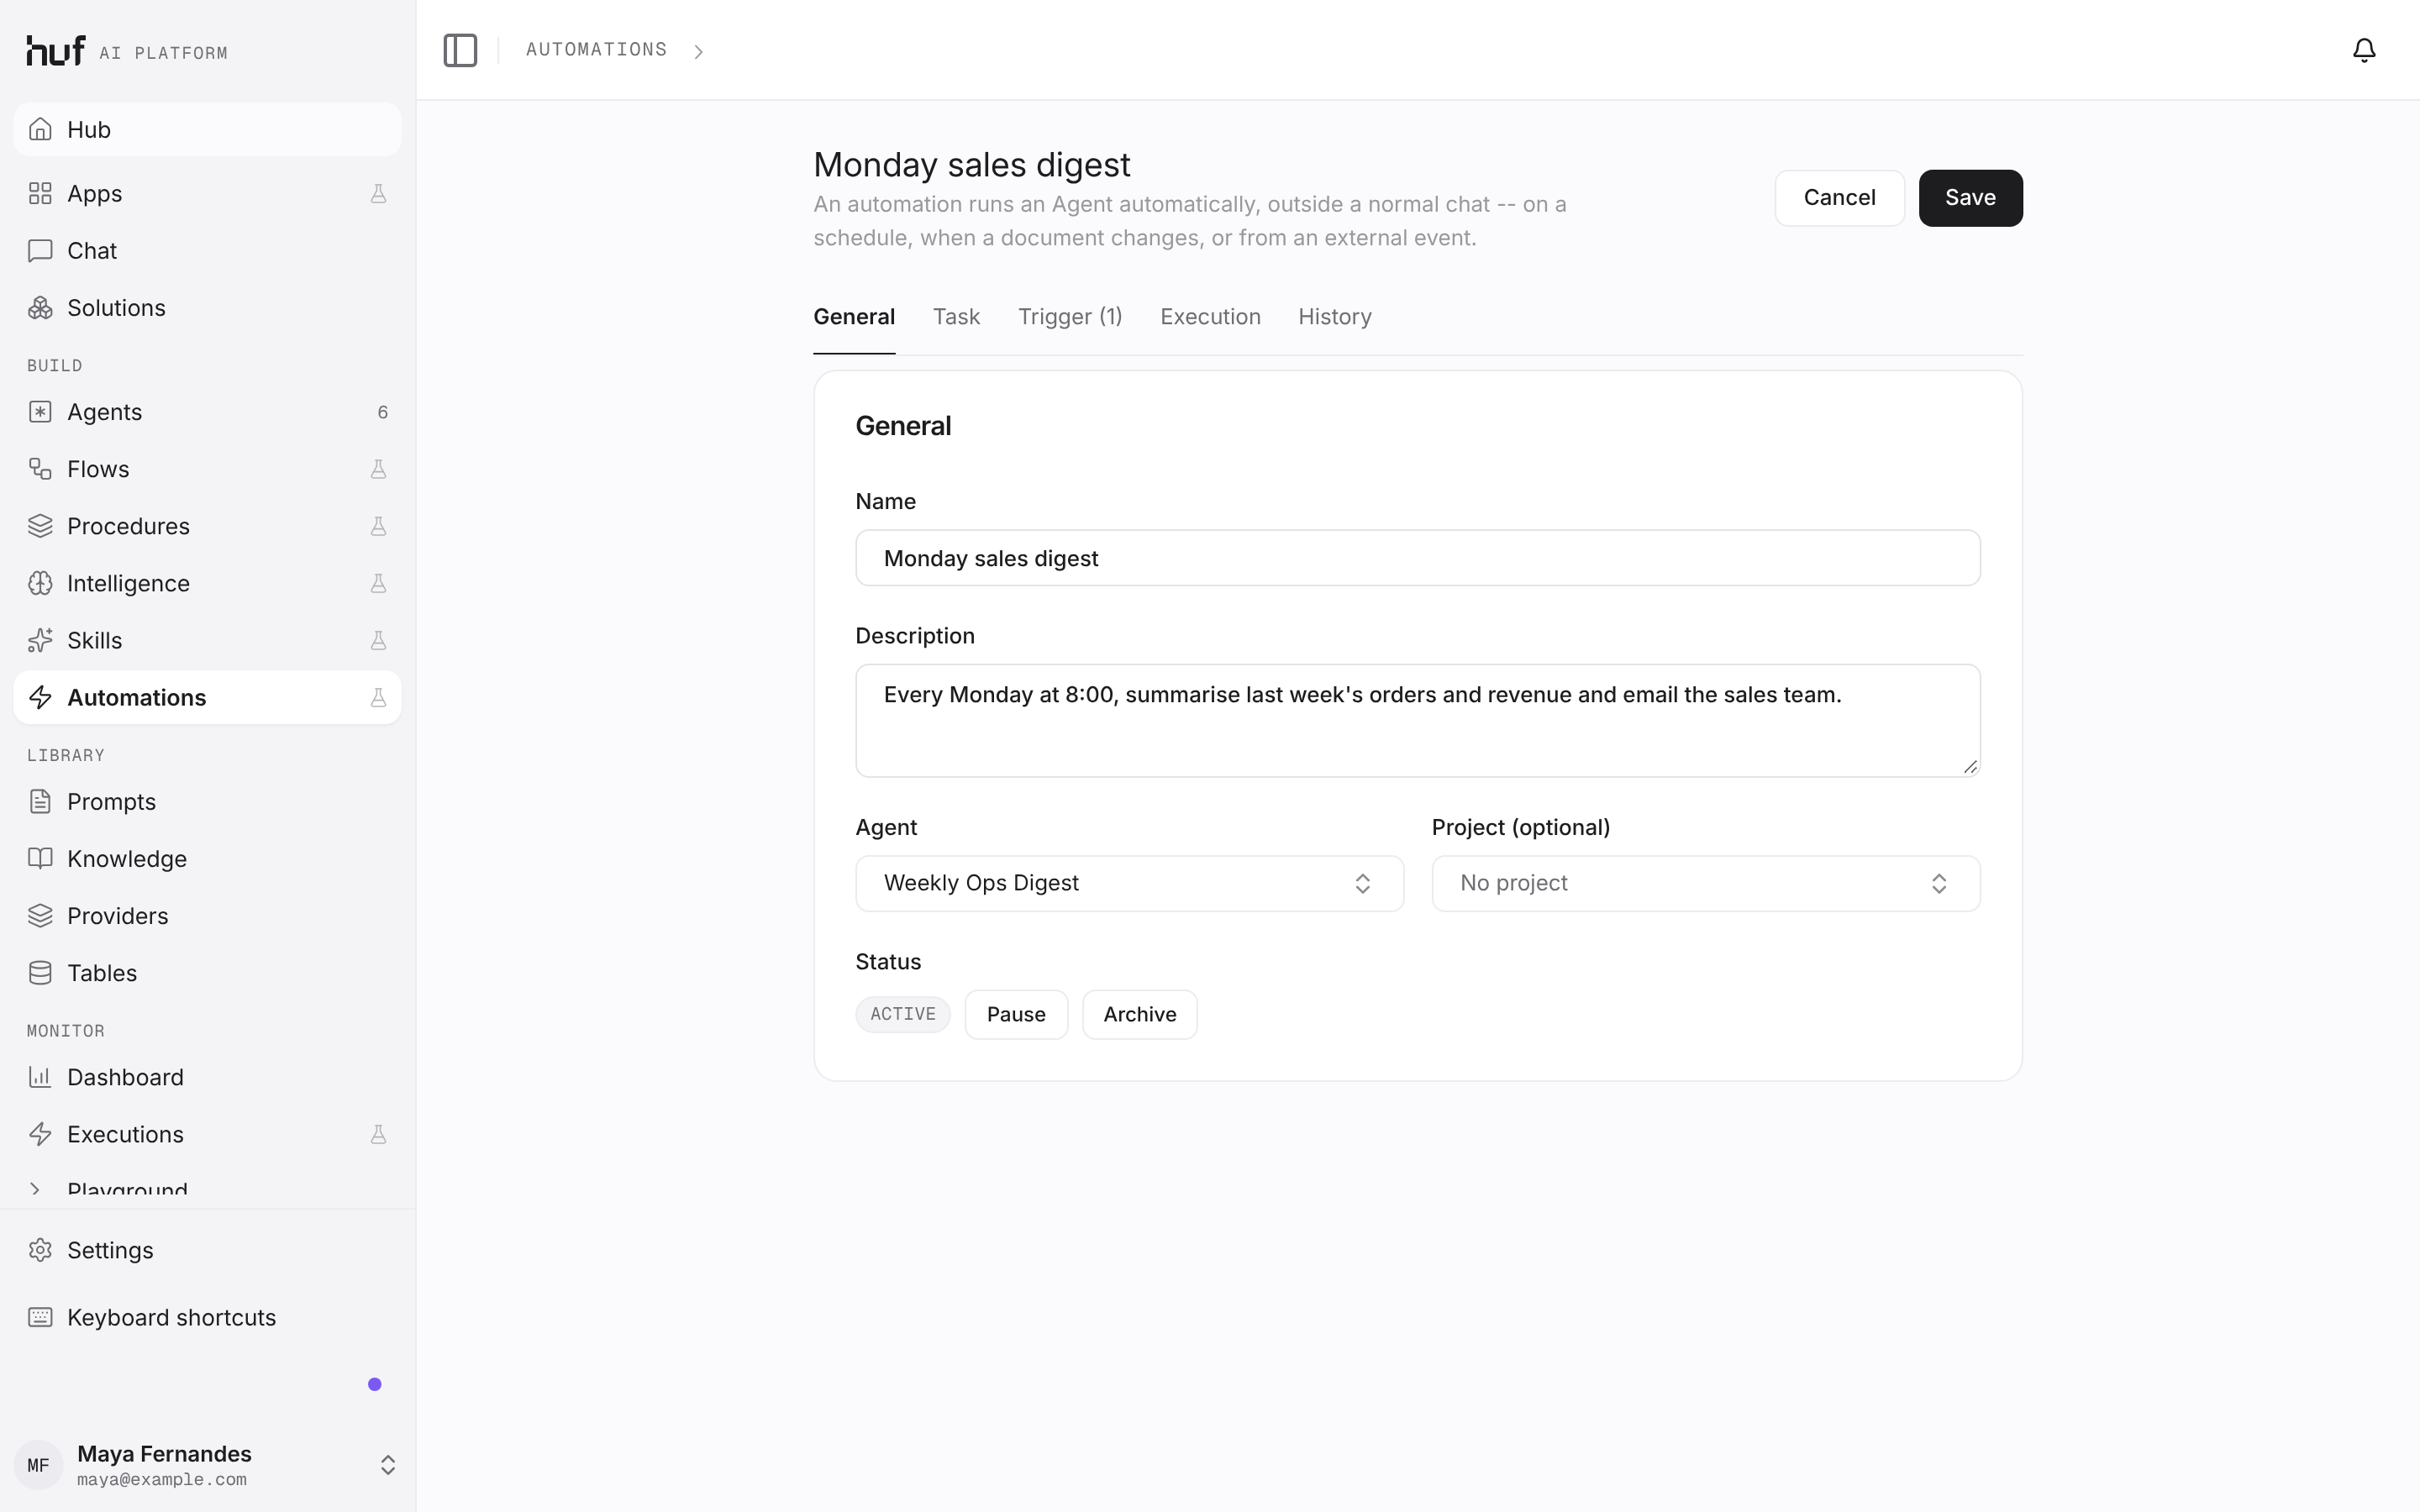 huf AI PLATFORM
Hub
Apps
Chat
Solutions
BUILD
Agents 6
Flows
Procedures
Intelligence
Skills
Automations
LIBRARY
Prompts
Knowledge
Providers
Tables
MONITOR
Dashboard
Executions
Playground
Settings
Keyboard shortcuts
MF
Maya Fernandes
maya@example.com
AUTOMATIONS
Monday sales digest
An automation runs an Agent automatically, outside a normal chat -- on a
schedule, when a document changes, or from an external event.
Cancel
Save
General
Task
Trigger (1)
Execution
History
General
Name
Monday sales digest
Description
Every Monday at 8:00, summarise last week's orders and revenue and email the sales team.
Agent
Weekly Ops Digest
Project (optional)
No project
Status
ACTIVE
Pause
Archive